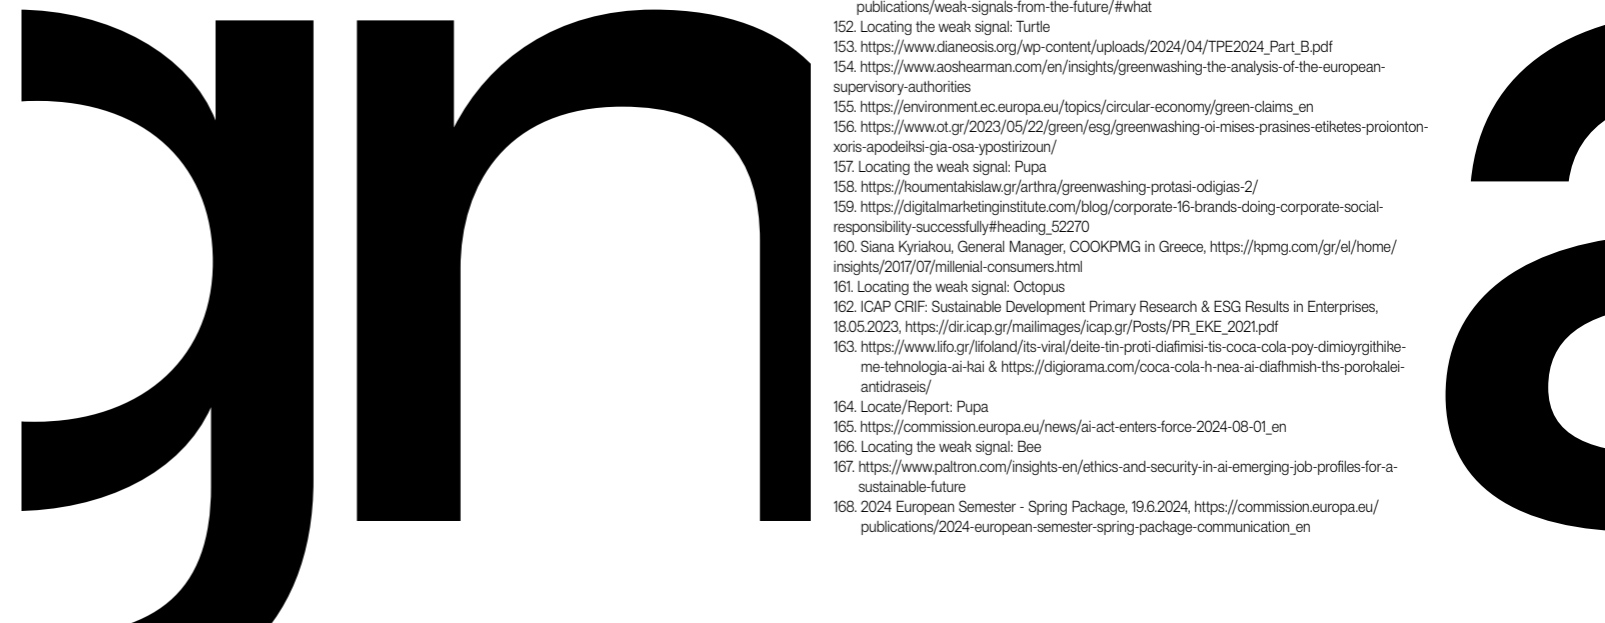 gn
publications/weak-signals-from-the-future/#what
152. Locating the weak signal: Turtle
153. https://www.dianeosis.org/wp-content/uploads/2024/04/TPE2024_Part_B.pdf
154. https://www.aoshearman.com/en/insights/greenwashing-the-analysis-of-the-european-
supervisory-authorities
155. https://environment.ec.europa.eu/topics/circular-economy/green-claims_en
156. https://www.ot.gr/2023/05/22/green/esg/greenwashing-oi-mises-prasines-etiketes-proionton-
xoris-apodeiksi-gia-osa-ypostirizoun/
157. Locating the weak signal: Pupa
158. https://koumentakislaw.gr/arthra/greenwashing-protasi-odigias-2/
159. https://digitalmarketinginstitute.com/blog/corporate-16-brands-doing-corporate-social-
responsibility-successfully#heading_52270
160. Siana Kyriakou, General Manager, COOKPMG in Greece, https://kpmg.com/gr/el/home/
insights/2017/07/millenial-consumers.html
161. Locating the weak signal: Octopus
162. ICAP CRIF: Sustainable Development Primary Research & ESG Results in Enterprises,
18.05.2023, https://dir.icap.gr/mailimages/icap.gr/Posts/PR_EKE_2021.pdf
163. https://www.lifo.gr/lifoland/its-viral/deite-tin-proti-diafimisi-tis-coca-cola-poy-dimioyrgithike-
me-tehnologia-ai-kai & https://digiorama.com/coca-cola-h-nea-ai-diafhmish-ths-porokalei-
antidraseis/
164. Locate/Report: Pupa
165. https://commission.europa.eu/news/ai-act-enters-force-2024-08-01_en
166. Locating the weak signal: Bee
167. https://www.paltron.com/insights-en/ethics-and-security-in-ai-emerging-job-profiles-for-a-
sustainable-future
168. 2024 European Semester - Spring Package, 19.6.2024, https://commission.europa.eu/
publications/2024-european-semester-spring-package-communication_en
a